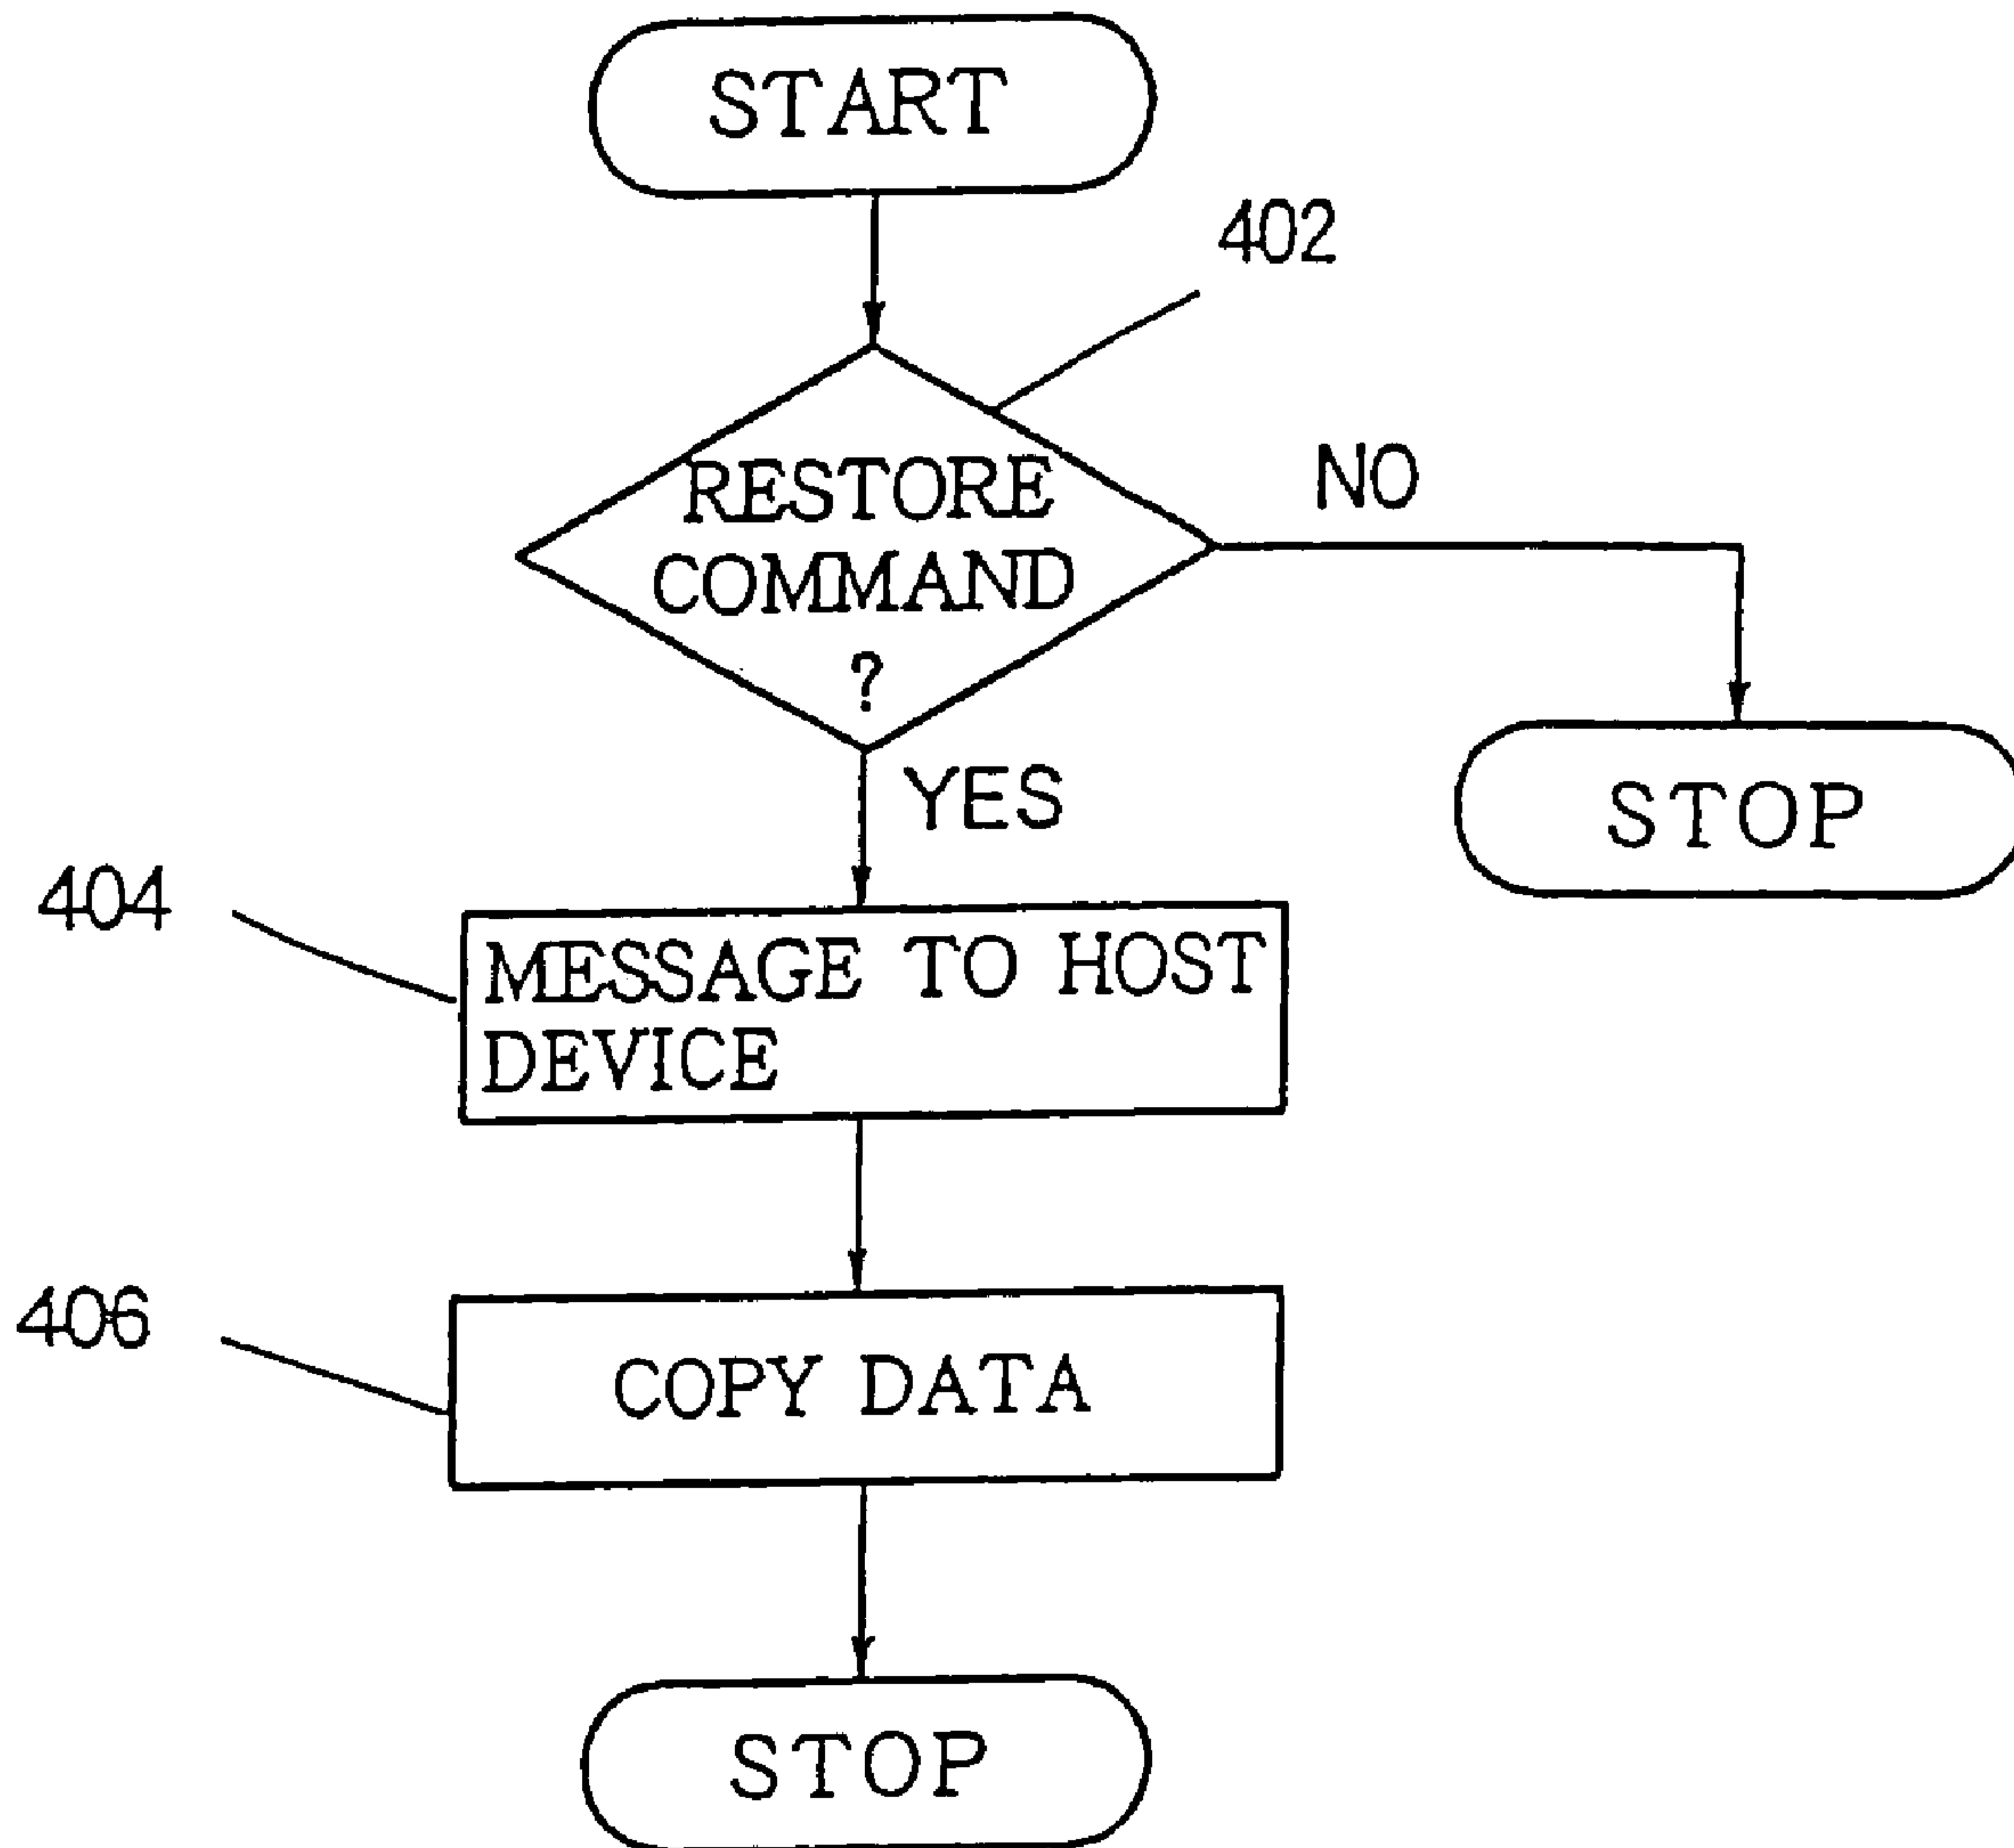 START
402
RESTORE
COMMAND
?
NO
YES
STOP
404
MESSAGE TO HOST
DEVICE
406
COPY DATA
STOP